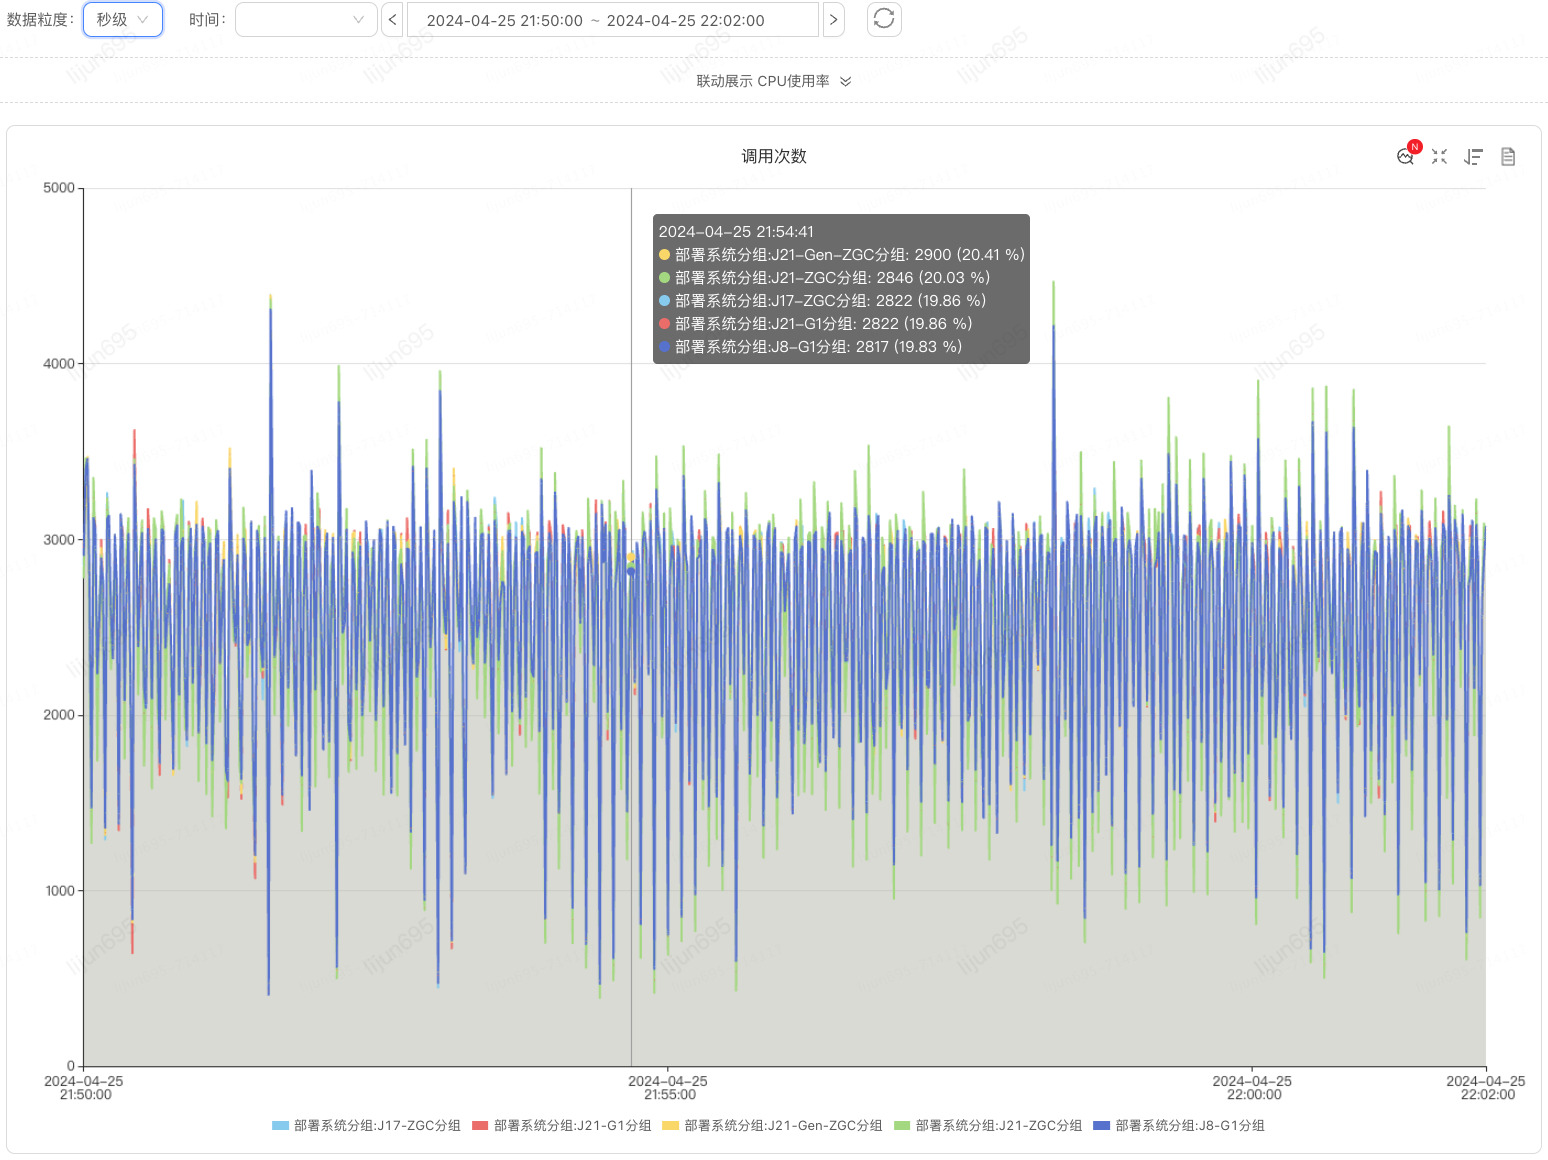 数据粒度： 秒级 时间： < 2024-04-25 21:50:00 ~ 2024-04-25 22:02:00 >
联动展示 CPU使用率
调用次数
N
5000
4000
3000
2000
1000
0
2024-04-25 21:54:41
部署系统分组:J21-Gen-ZGC分组: 2900 (20.41 %)
部署系统分组:J21-ZGC分组: 2846 (20.03 %)
部署系统分组:J17-ZGC分组: 2822 (19.86 %)
部署系统分组:J21-G1分组: 2822 (19.86 %)
部署系统分组:J8-G1分组: 2817 (19.83 %)
2024-04-25 21:50:00
2024-04-25 21:55:00
2024-04-25 22:00:00
2024-04-25 22:02:00
部署系统分组:J17-ZGC分组 部署系统分组:J21-G1分组 部署系统分组:J21-Gen-ZGC分组 部署系统分组:J21-ZGC分组 部署系统分组:J8-G1分组
lijun695
lijun695
lijun695
lijun695
lijun695